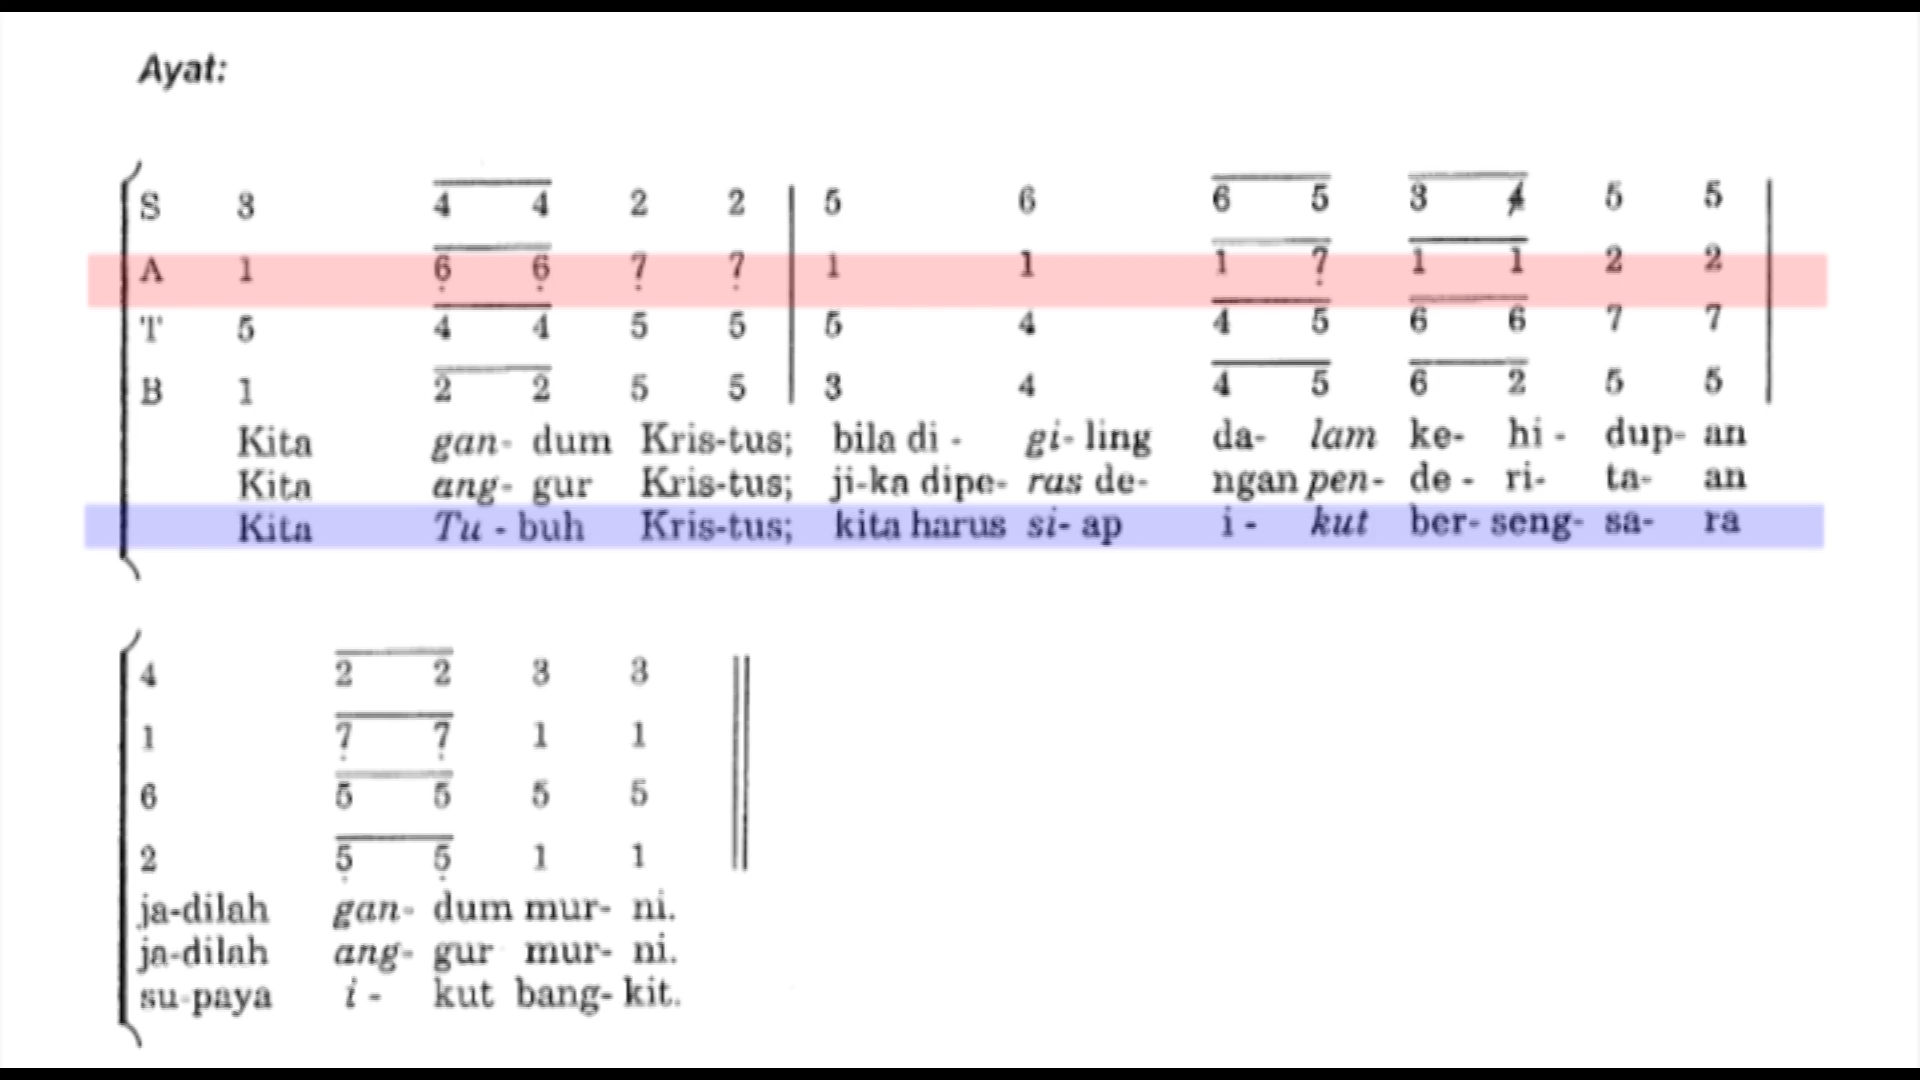 Ayat:
S 3 4 4 2 2 | 5 6 6 5 3 4̸ 5 5 |
A 1 6̣ 6̣ 7̣ 7̣ | 1 1 1 7̣ 1 1 2 2 |
T 5 4 4 5 5 | 5 4 4 5 6 6 7 7 |
B 1 2 2 5 5 | 3 4 4 5 6 2 5 5 |
Kita gan- dum Kris-tus; bila di - gi- ling da- lam ke- hi - dup- an
Kita ang- gur Kris-tus; ji-ka dipe- ras de- ngan pen- de - ri- ta- an
Kita Tu - buh Kris-tus; kita harus si- ap i - kut ber- seng- sa- ra
4 2 2 3 3
1 7̣ 7̣ 1 1
6 5 5 5 5
2 5̣ 5̣ 1 1
ja-dilah gan- dum mur- ni.
ja-dilah ang- gur mur- ni.
su-paya i - kut bang- kit.